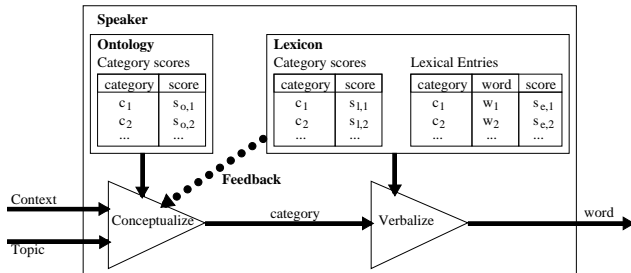 Speaker
Ontology
Category scores
category score
c1 so,1
c2 so,2
... ...
Lexicon
Category scores
category score
c1 sl,1
c2 sl,2
... ...
Lexical Entries
category word score
c1 w1 se,1
c2 w2 se,2
... ... ...
Feedback
Context
Topic
Conceptualize
category
Verbalize
word